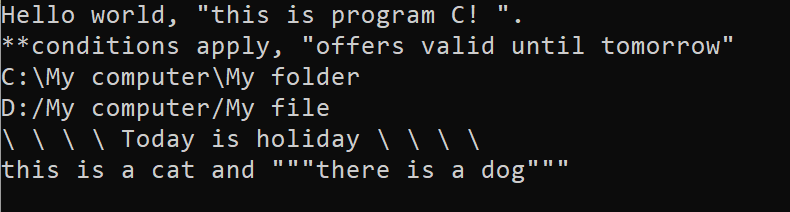 Hello world, "this is program C! ".
**conditions apply, "offers valid until tomorrow"
C:\My computer\My folder
D:/My computer/My file
\ \ \ \ Today is holiday \ \ \ \
this is a cat and """there is a dog"""